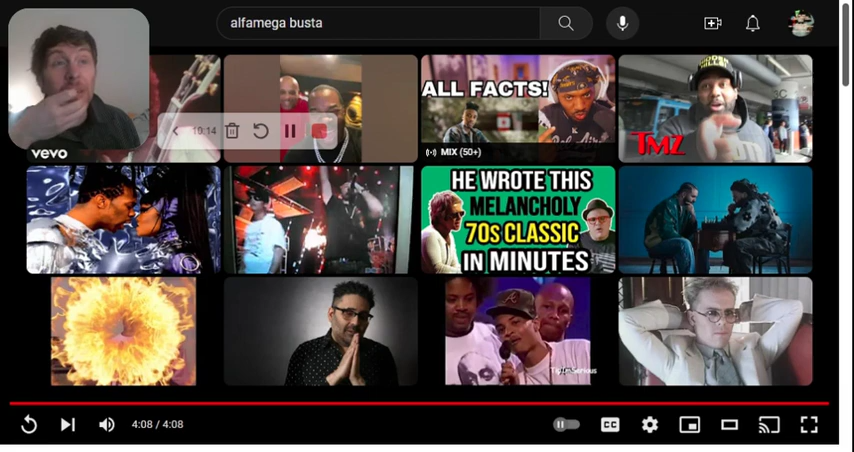 alfamega busta
10:14
vevo
ALL FACTS!
MIX (50+)
TMZ
HE WROTE THIS
MELANCHOLY
70s CLASSIC
IN MINUTES
4:08 / 4:08
CC